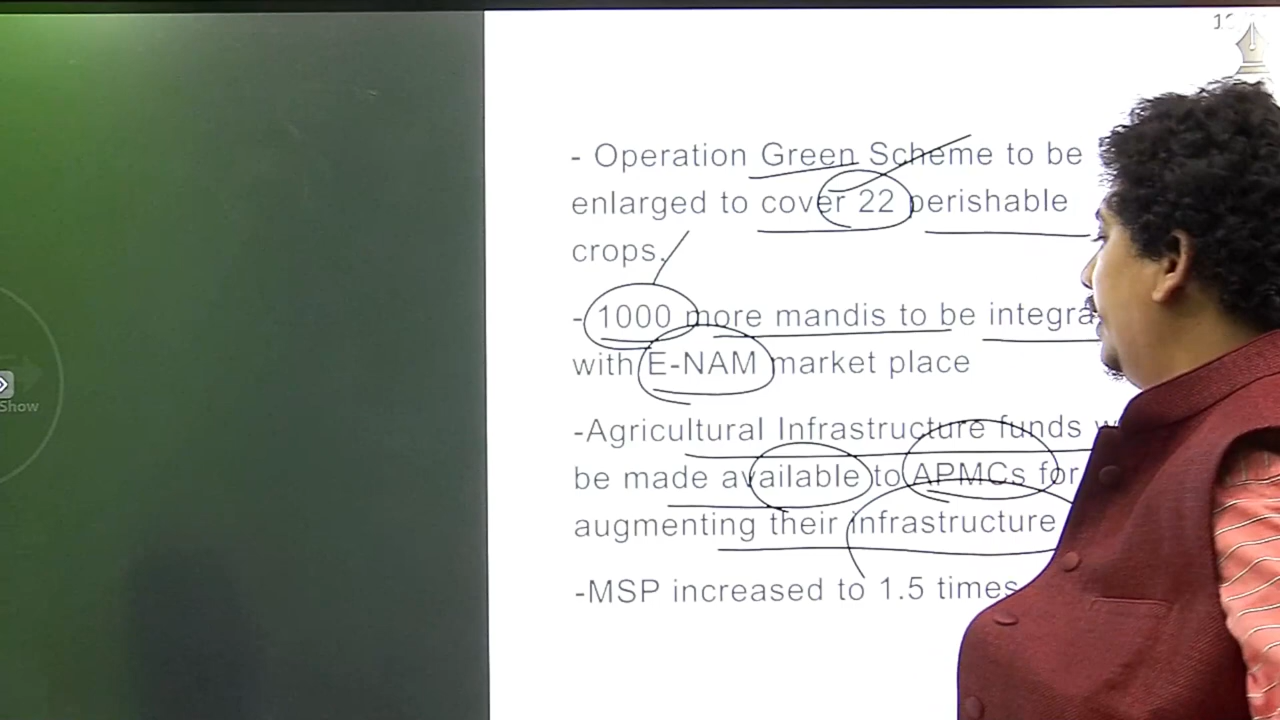 - Operation Green Scheme to be
enlarged to cover 22 perishable
crops.
- 1000 more mandis to be
with E-NAM market place
-Agricultural Infrastructure funds
be made available to APMCs for
augmenting their infrastructure
-MSP increased to 1.5 times
Show